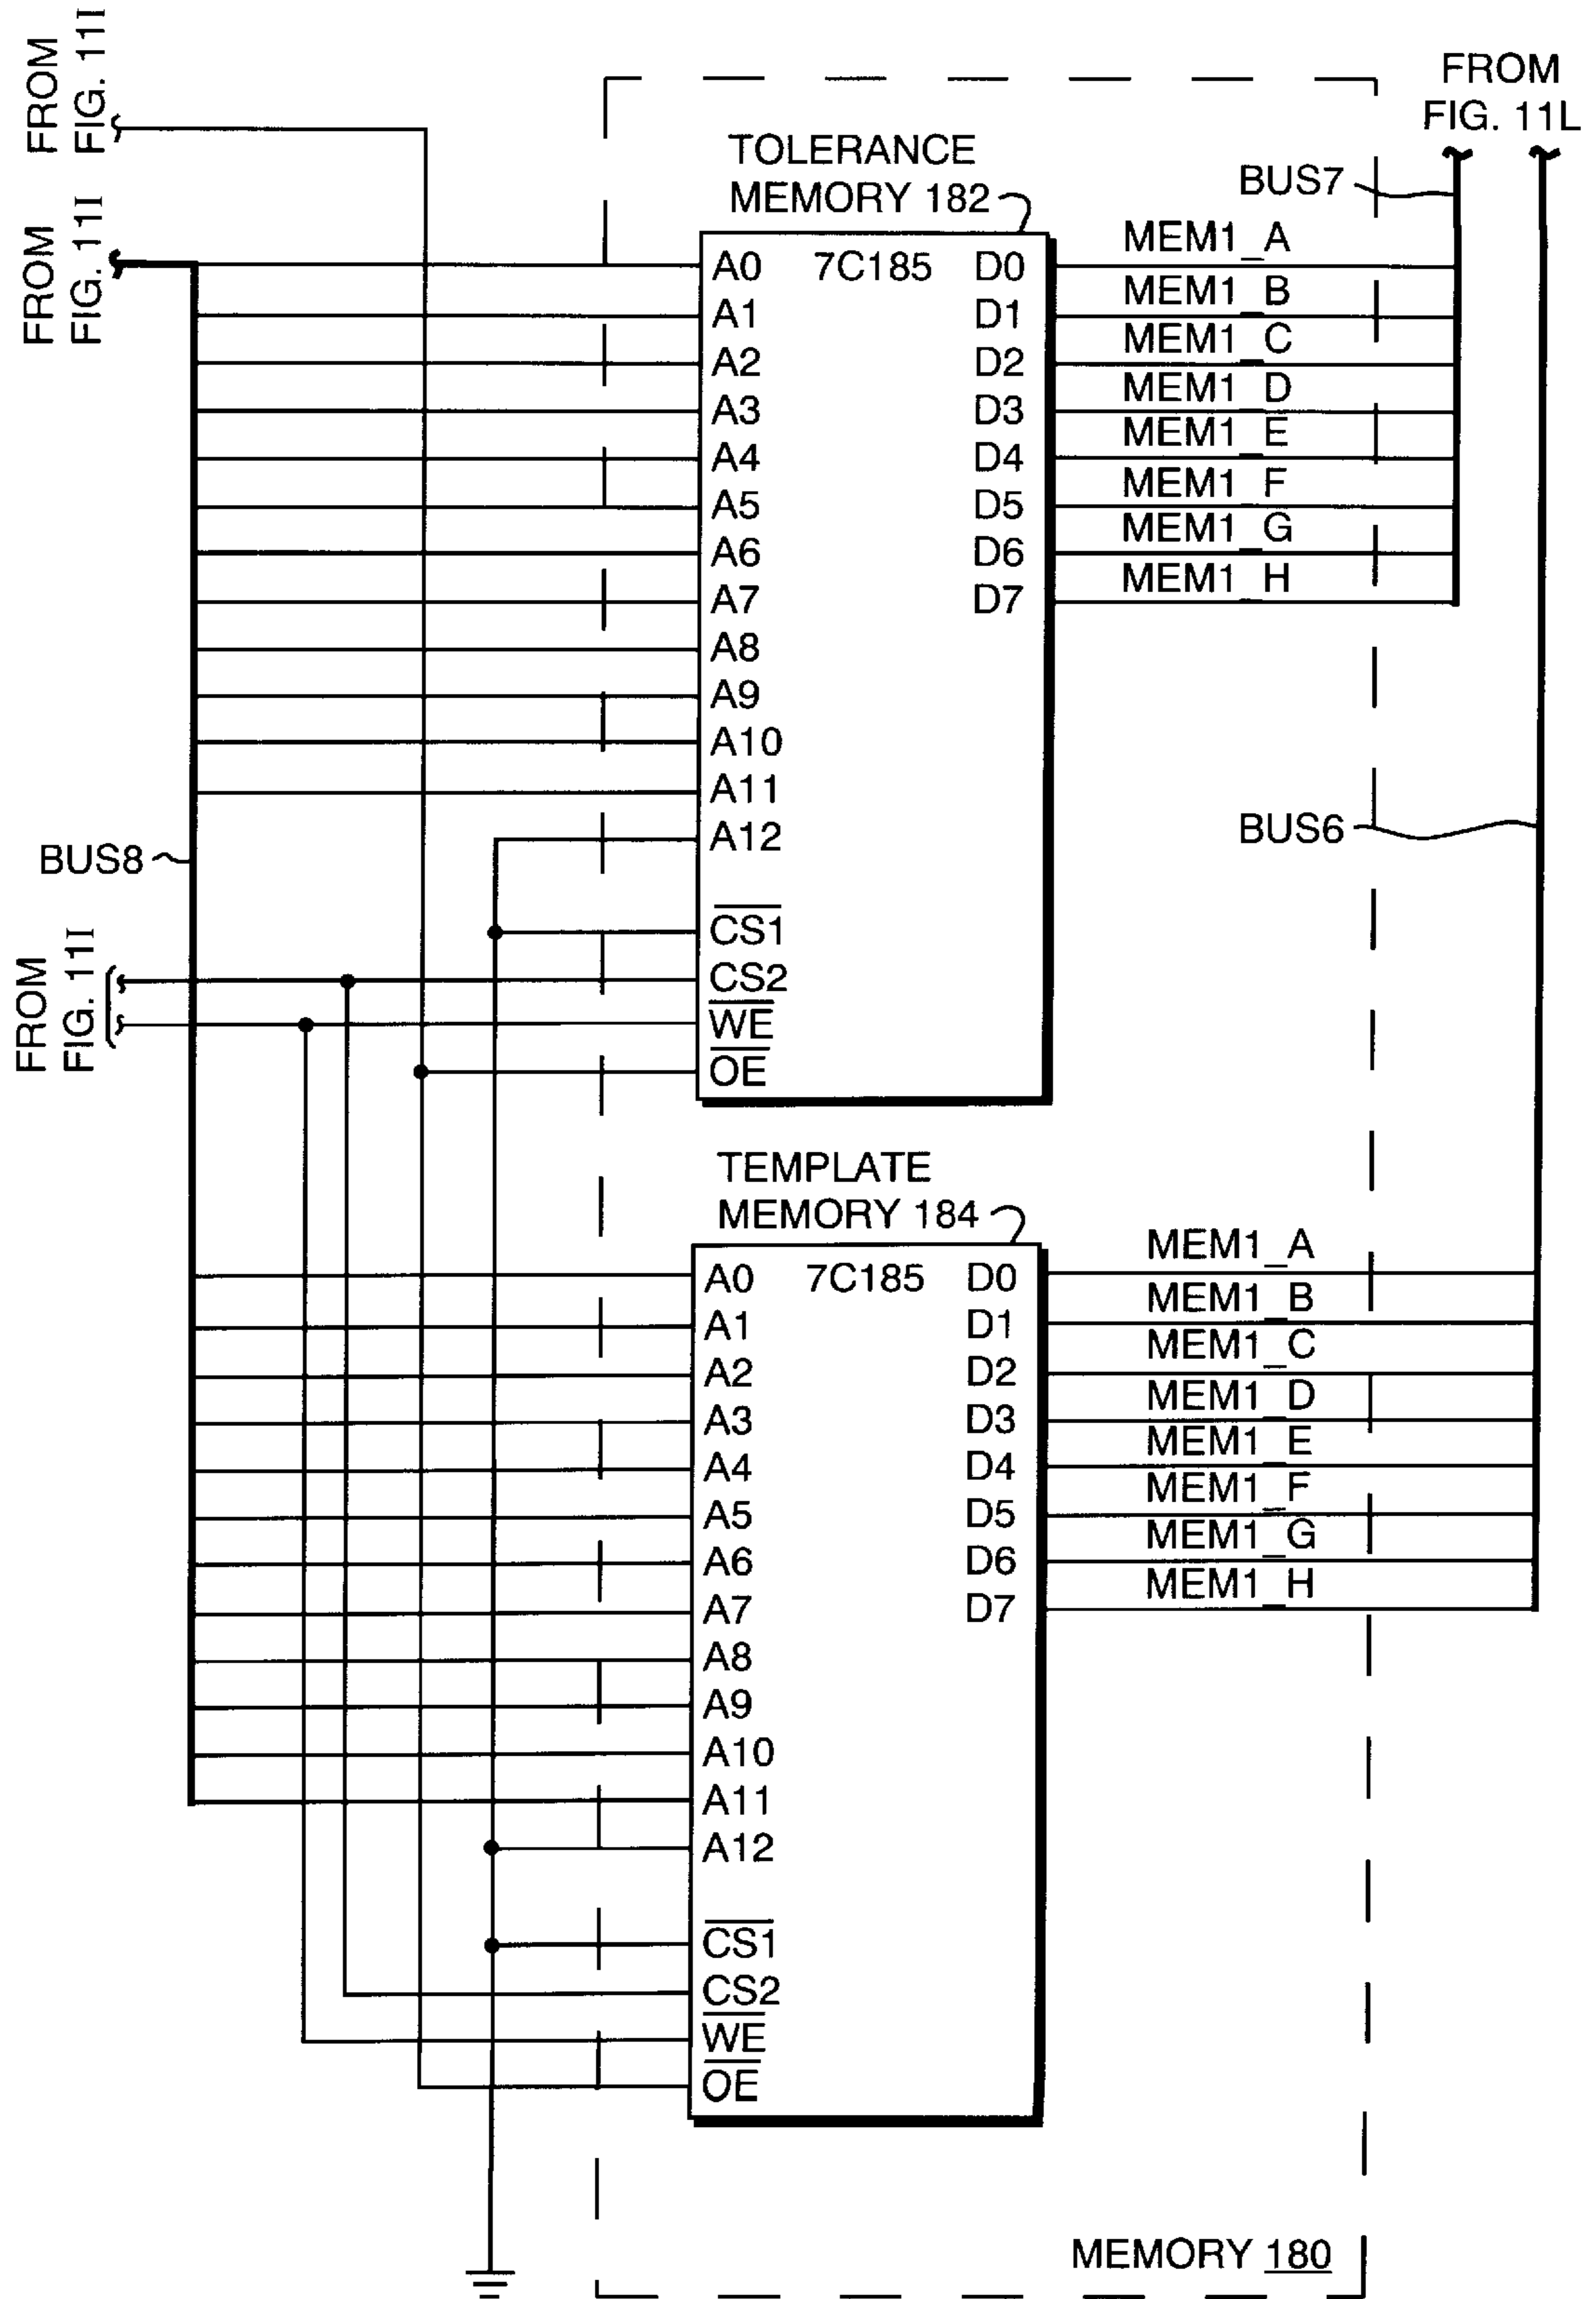 FROM
FIG. 11I
FROM
FIG. 11I
FROM
FIG. 11L
TOLERANCE
MEMORY 182
BUS7
7C185
A0
A1
A2
A3
A4
A5
A6
A7
A8
A9
A10
A11
A12
CS1
CS2
WE
OE
D0
D1
D2
D3
D4
D5
D6
D7
MEM1_A
MEM1_B
MEM1_C
MEM1_D
MEM1_E
MEM1_F
MEM1_G
MEM1_H
BUS8
BUS6
FROM
FIG. 11I
TEMPLATE
MEMORY 184
7C185
A0
A1
A2
A3
A4
A5
A6
A7
A8
A9
A10
A11
A12
CS1
CS2
WE
OE
D0
D1
D2
D3
D4
D5
D6
D7
MEM1_A
MEM1_B
MEM1_C
MEM1_D
MEM1_E
MEM1_F
MEM1_G
MEM1_H
MEMORY 180